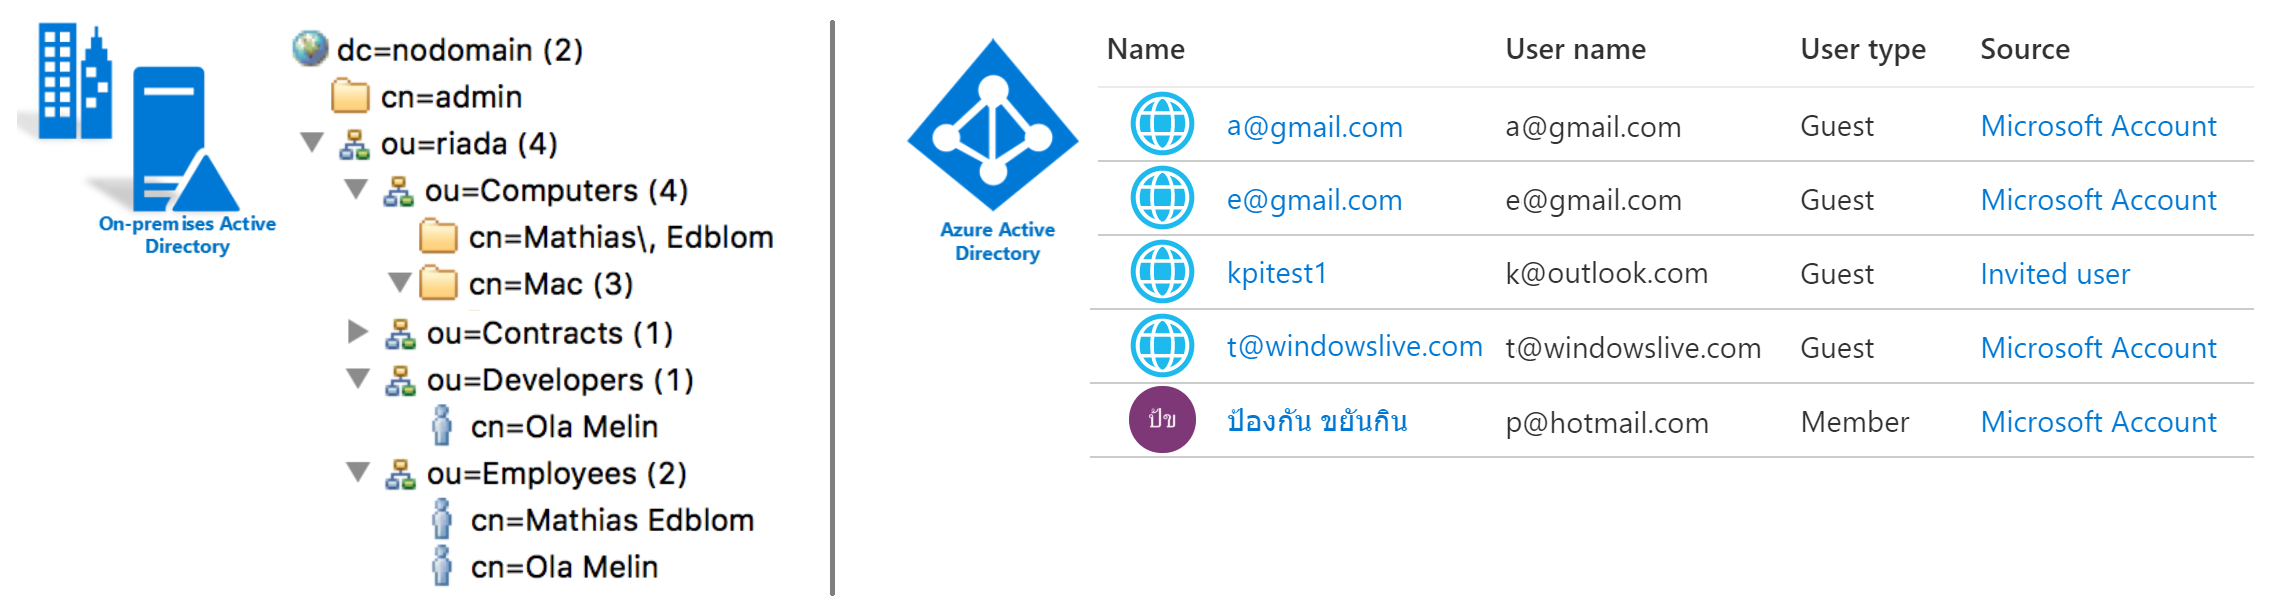 On-premises Active
Directory
dc=nodomain (2)
cn=admin
ou=riada (4)
ou=Computers (4)
cn=Mathias\, Edblom
cn=Mac (3)
ou=Contracts (1)
ou=Developers (1)
cn=Ola Melin
ou=Employees (2)
cn=Mathias Edblom
cn=Ola Melin
Azure Active
Directory
Name User name User type Source
a@gmail.com a@gmail.com Guest Microsoft Account
e@gmail.com e@gmail.com Guest Microsoft Account
kpitest1 k@outlook.com Guest Invited user
t@windowslive.com t@windowslive.com Guest Microsoft Account
ปัข ป้องกัน ขยันกิน p@hotmail.com Member Microsoft Account